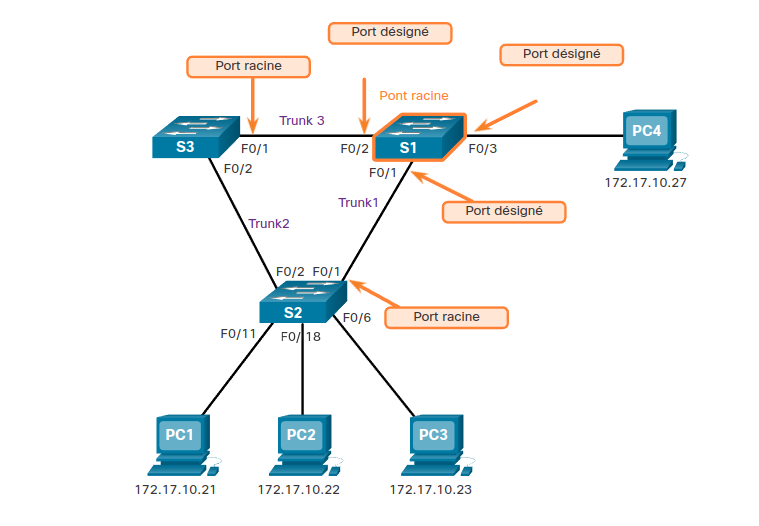 Port désigné
Port racine
Port désigné
Pont racine
Trunk 3
S3
F0/1
F0/2
S1
F0/3
PC4
F0/2
F0/1
172.17.10.27
Trunk1
Port désigné
Trunk2
F0/2 F0/1
S2
F0/6
Port racine
F0/11
F0/18
PC1
PC2
PC3
172.17.10.21
172.17.10.22
172.17.10.23